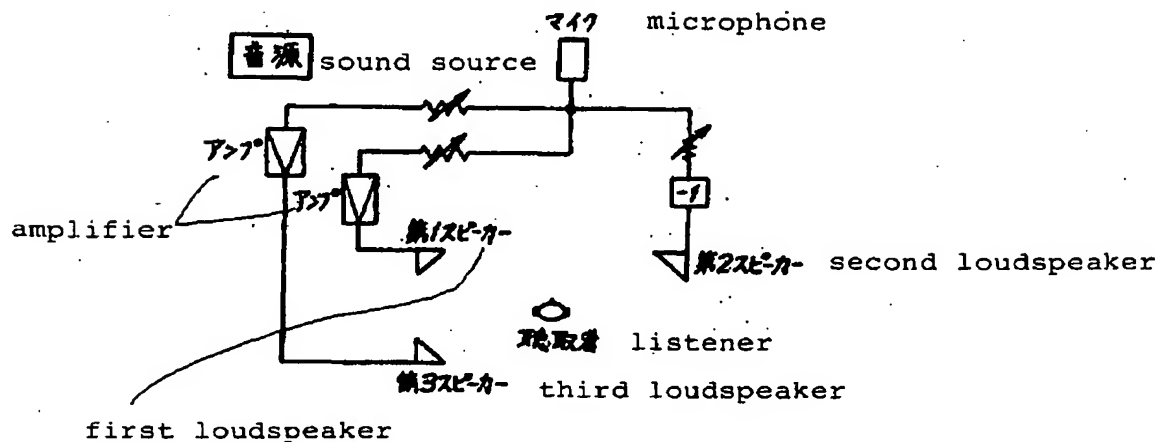 マイク microphone
音源 sound source
アンプ
アンプ
amplifier
第1スピーカー
第2スピーカー second loudspeaker
-1
聴取者 listener
第3スピーカー third loudspeaker
first loudspeaker